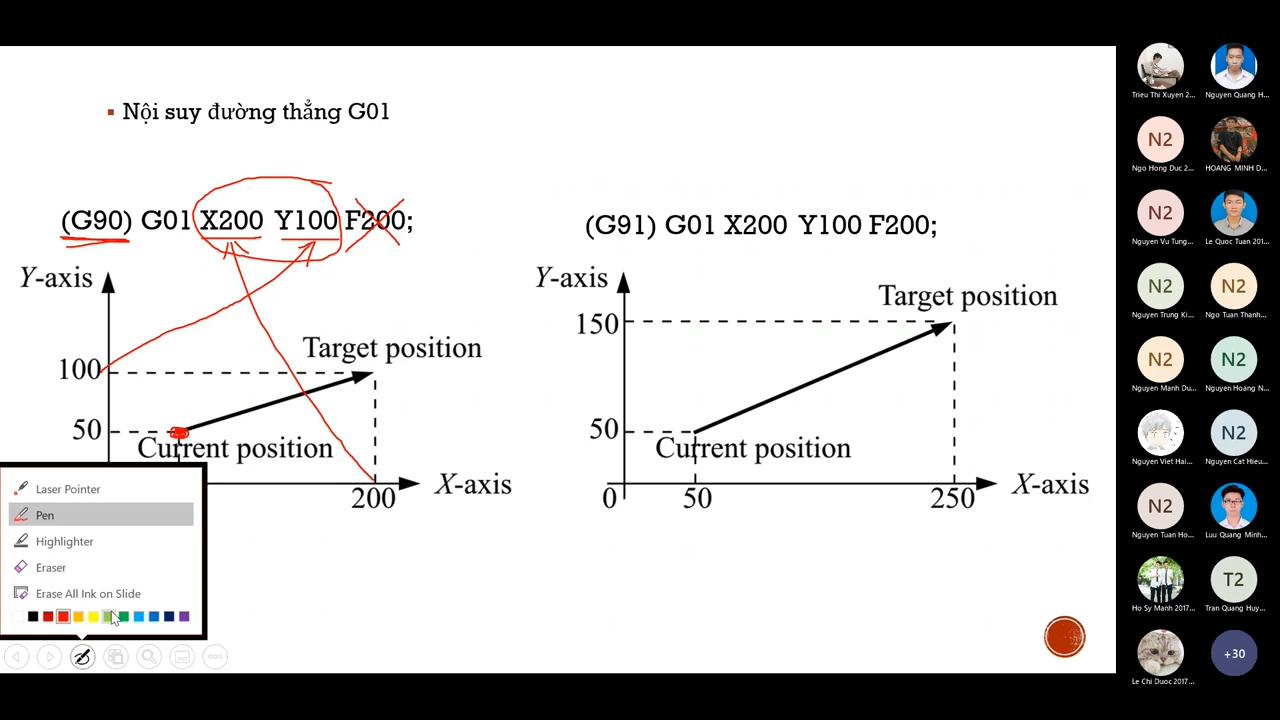 Nội suy đường thẳng G01
(G90) G01 X200 Y100 F200;
Y-axis
100
50
Target position
Current position
200
X-axis
(G91) G01 X200 Y100 F200;
Y-axis
150
50
Target position
Current position
0
50
250
X-axis
Laser Pointer
Pen
Highlighter
Eraser
Erase All Ink on Slide
Trieu Thi Xuyen 2...
Nguyen Quang H...
N2
Ngo Hong Duc 2...
HOANG MINH D...
N2
Nguyen Vu Tung...
Le Quoc Tuan 201...
N2
Nguyen Trung Ki...
N2
Ngo Tuan Thanh...
N2
Nguyen Manh Du...
N2
Nguyen Hoang N...
Nguyen Viet Hai...
N2
Nguyen Cat Hieu...
N2
Nguyen Tuan Ho...
Luu Quang Minh...
Ho Sy Manh 2017...
T2
Tran Quang Huy...
Le Chi Duoc 2017...
+30